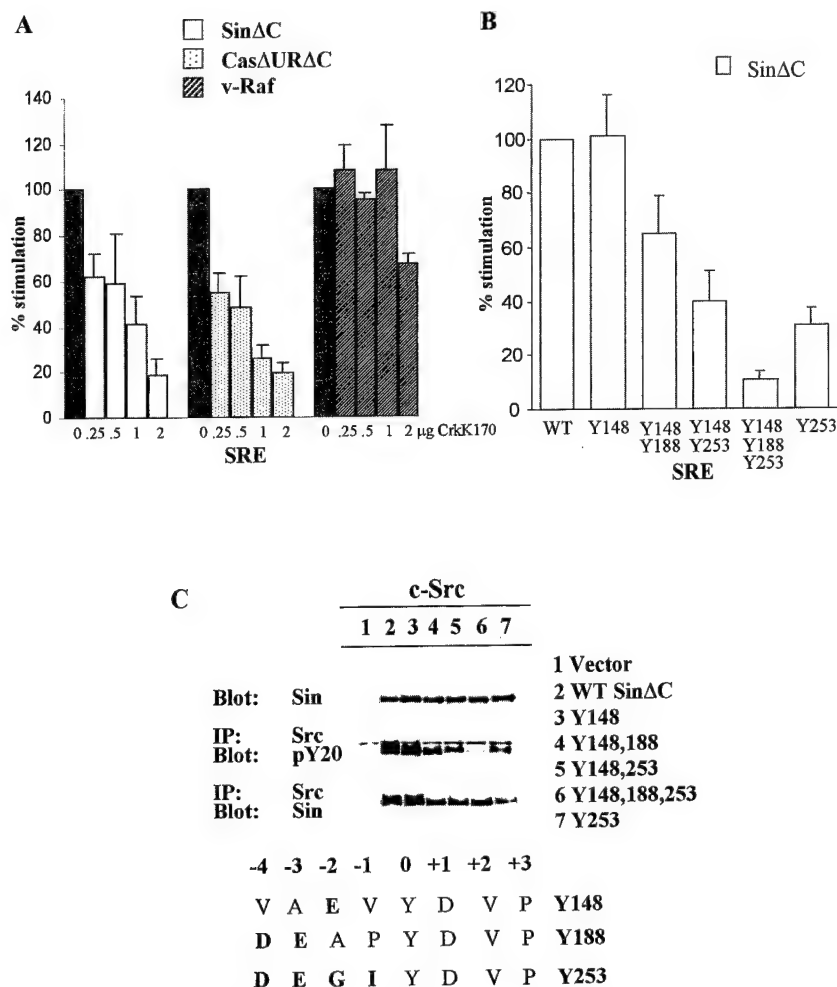 A
SinΔC
CasΔURΔC
v-Raf
% stimulation
140
120
100
80
60
40
20
0
0 .25 .5 1 2 0 .25 .5 1 2 0 .25 .5 1 2 µg CrkK170
SRE
B
SinΔC
% stimulation
120
100
80
60
40
20
0
WT Y148 Y148 Y148 Y148 Y253
Y188 Y253 Y188
Y253
SRE
C
c-Src
1 2 3 4 5 6 7
Blot: Sin
IP: Src
Blot: pY20
IP: Src
Blot: Sin
1 Vector
2 WT SinΔC
3 Y148
4 Y148,188
5 Y148,253
6 Y148,188,253
7 Y253
-4 -3 -2 -1 0 +1 +2 +3
V A E V Y D V P Y148
D E A P Y D V P Y188
D E G I Y D V P Y253